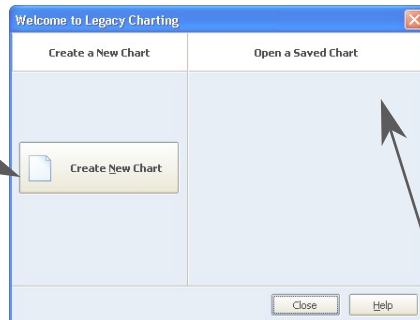 Welcome to Legacy Charting
Create a New Chart
Open a Saved Chart
Create New Chart
Close
Help